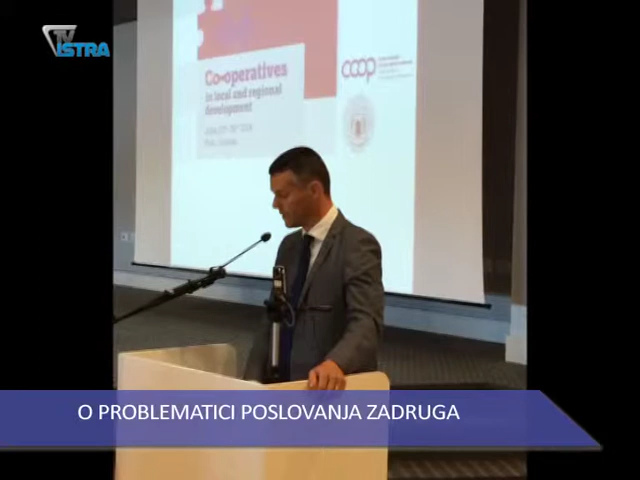 TV
ISTRA
Co-operatives
in local and regional
development
coop
O PROBLEMATICI POSLOVANJA ZADRUGA